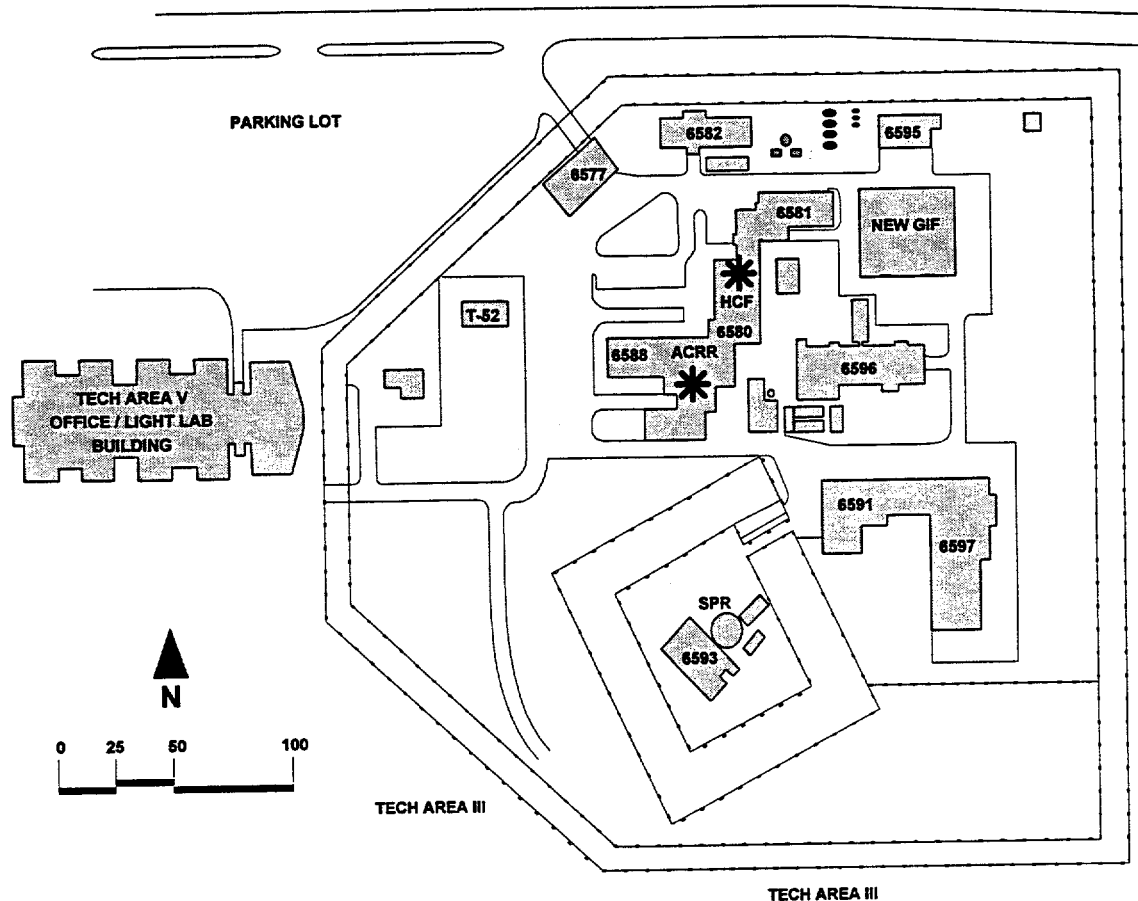 PARKING LOT
6582
6595
6577
6581
NEW GIF
HCF
T-52
6580
6588
ACRR
6596
TECH AREA V
OFFICE / LIGHT LAB
BUILDING
6591
6597
SPR
6593
N
0 25 50 100
TECH AREA III
TECH AREA III